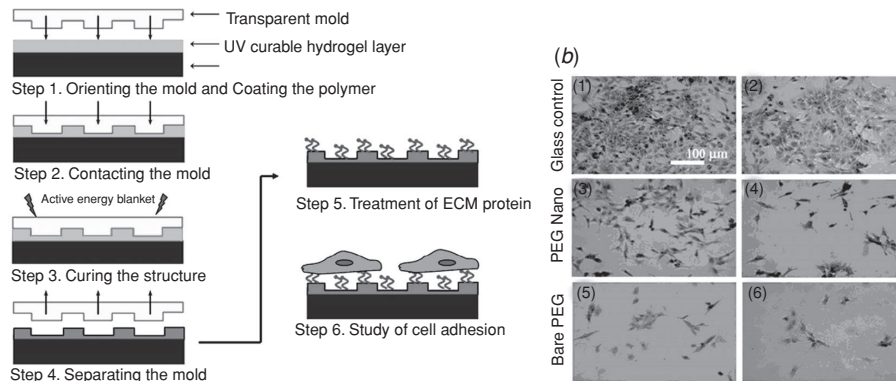 Transparent mold
UV curable hydrogel layer
Step 1. Orienting the mold and Coating the polymer
Step 2. Contacting the mold
Active energy blanket
Step 3. Curing the structure
Step 4. Separating the mold
Step 5. Treatment of ECM protein
Step 6. Study of cell adhesion
(b)
Glass control
(1)
100 μm
(2)
PEG Nano
(3)
(4)
Bare PEG
(5)
(6)